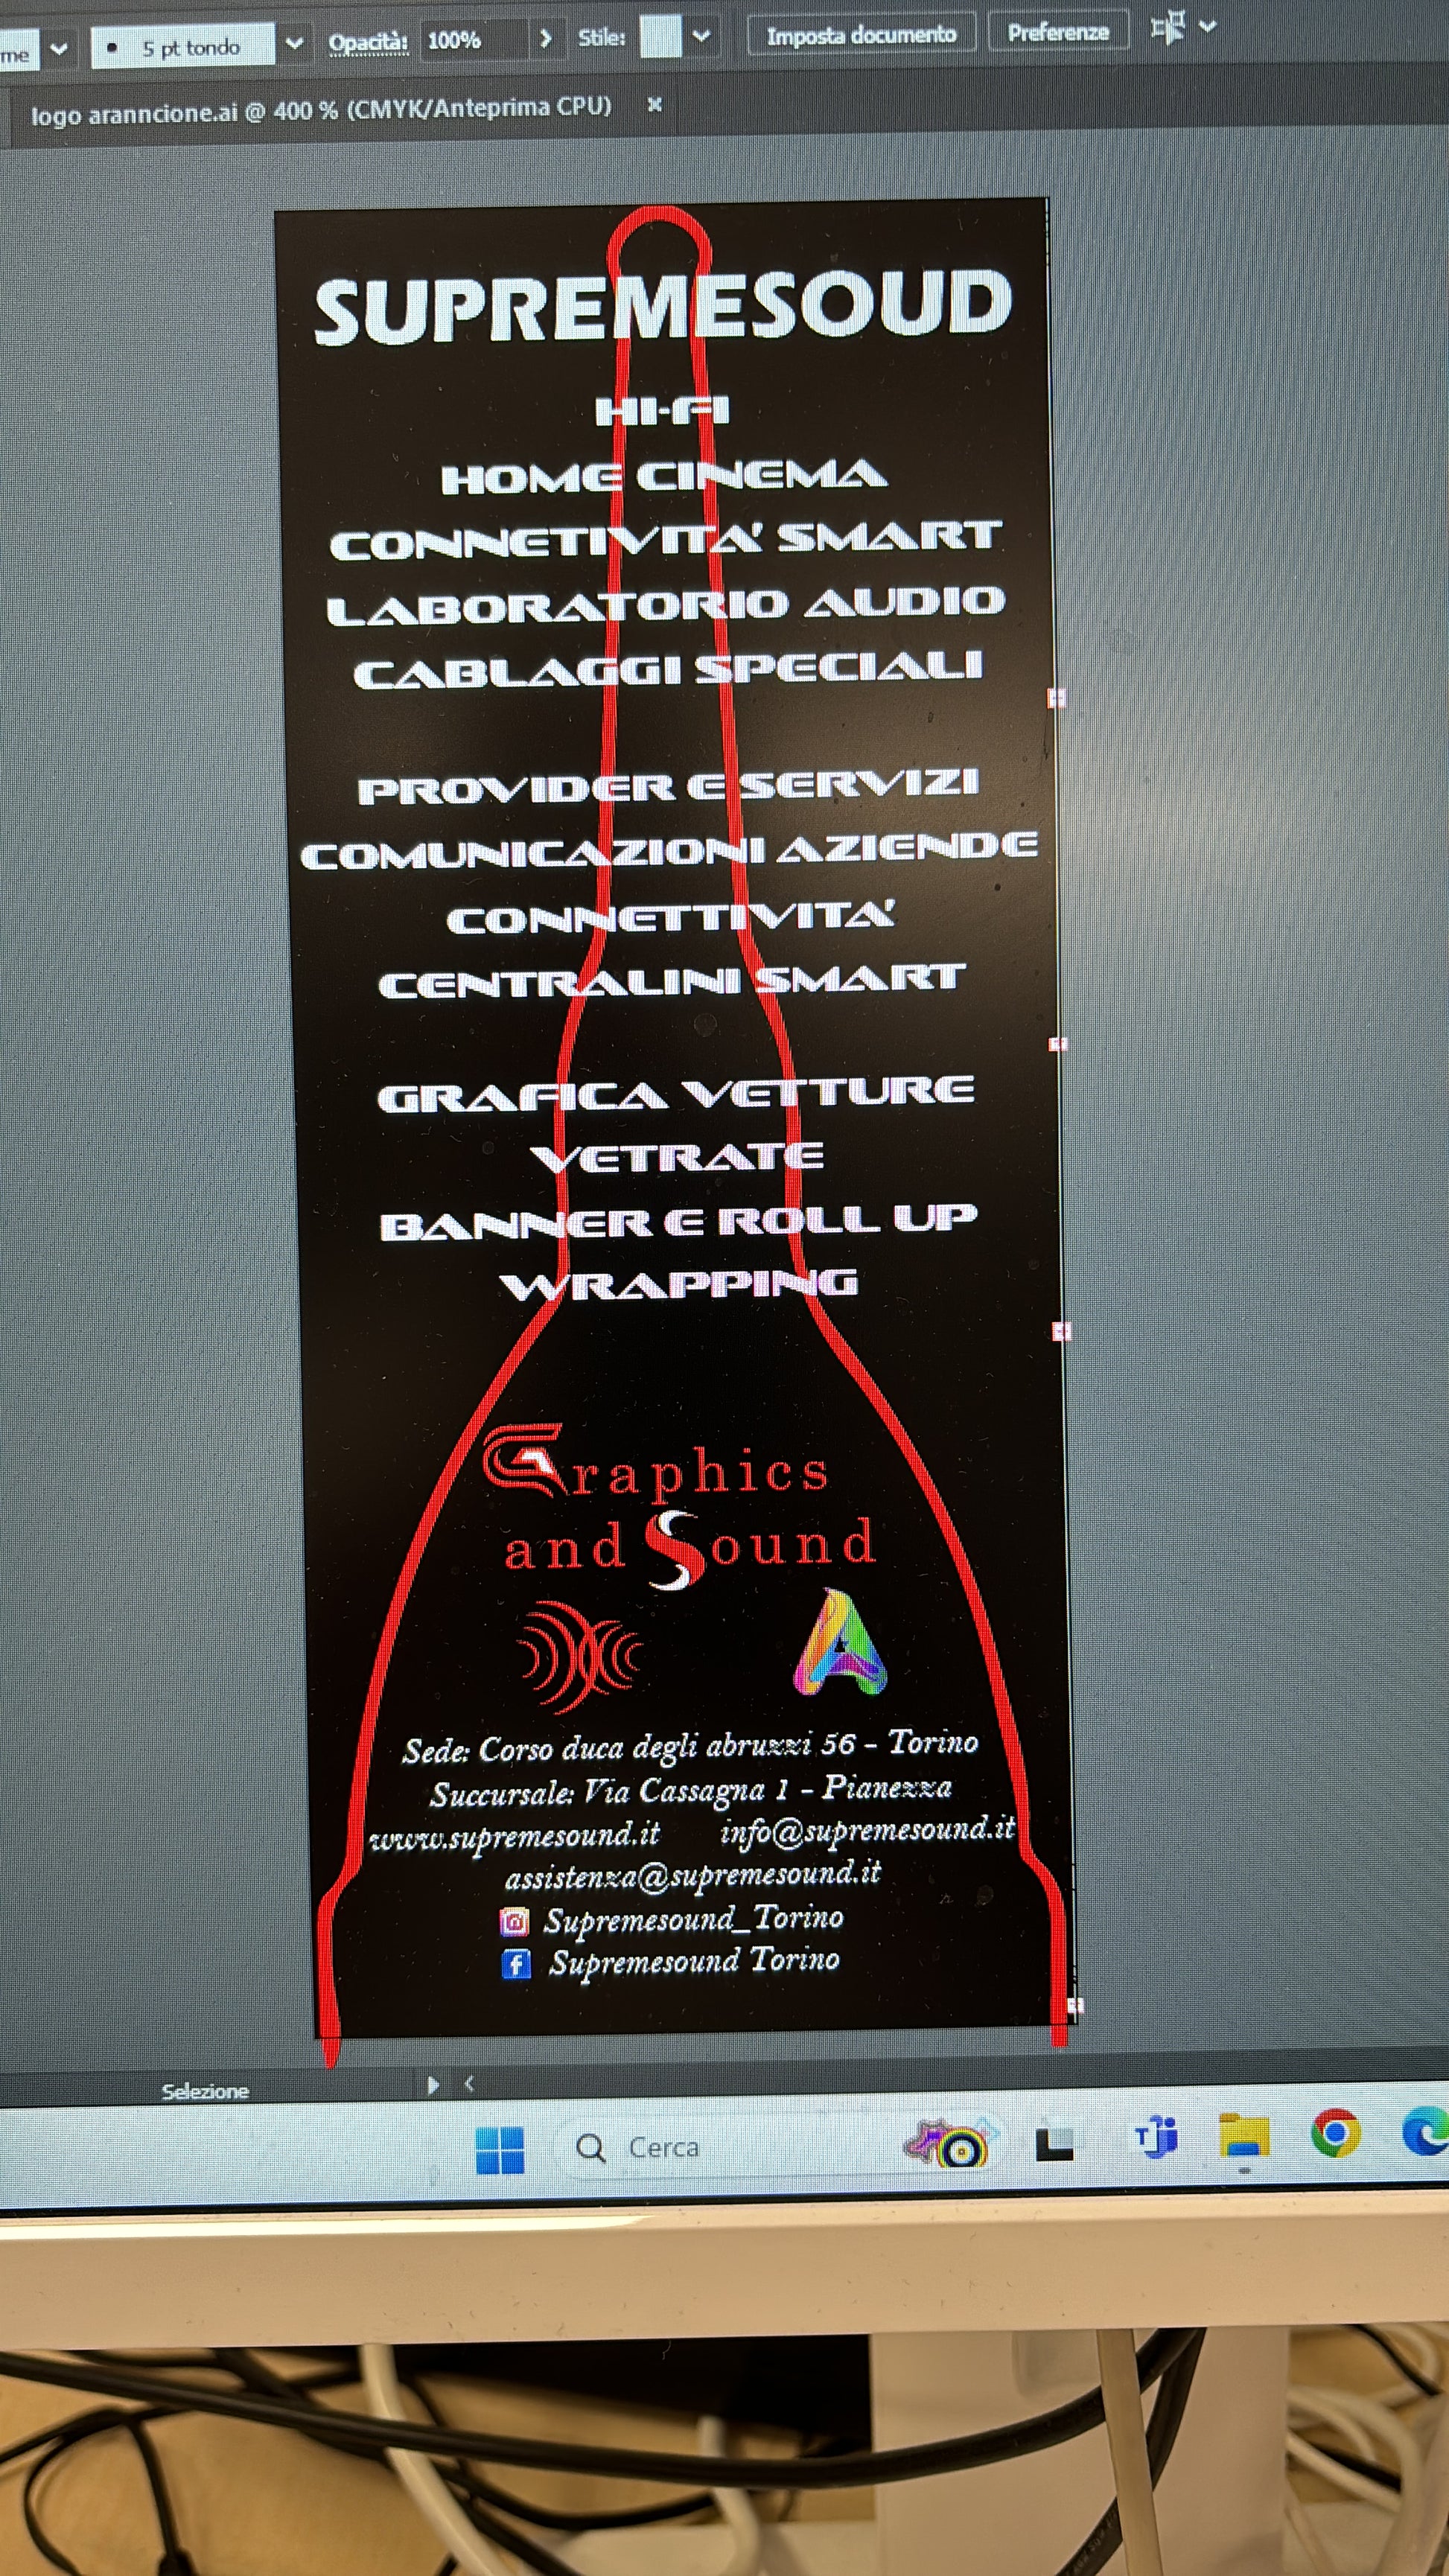 me
5 pt tondo
Opacità:
100%
Stile:
Imposta documento
Preferenze
logo aranncione.ai @ 400 % (CMYK/Anteprima CPU)
SUPREMESOUD
HI-FI
HOME CINEMA
CONNETIVITA' SMART
LABORATORIO AUDIO
CABLAGGI SPECIALI
PROVIDER E SERVIZI
COMUNICAZIONI AZIENDE
CONNETTIVITA'
CENTRALINI SMART
GRAFICA VETTURE
VETRATE
BANNER E ROLL UP
WRAPPING
Graphics
and Sound
A
Sede: Corso duca degli abruzzi 56 - Torino
Succursale: Via Cassagna 1 - Pianezza
www.supremesound.it info@supremesound.it
assistenza@supremesound.it
Supremesound_Torino
f Supremesound Torino
Selezione
Cerca